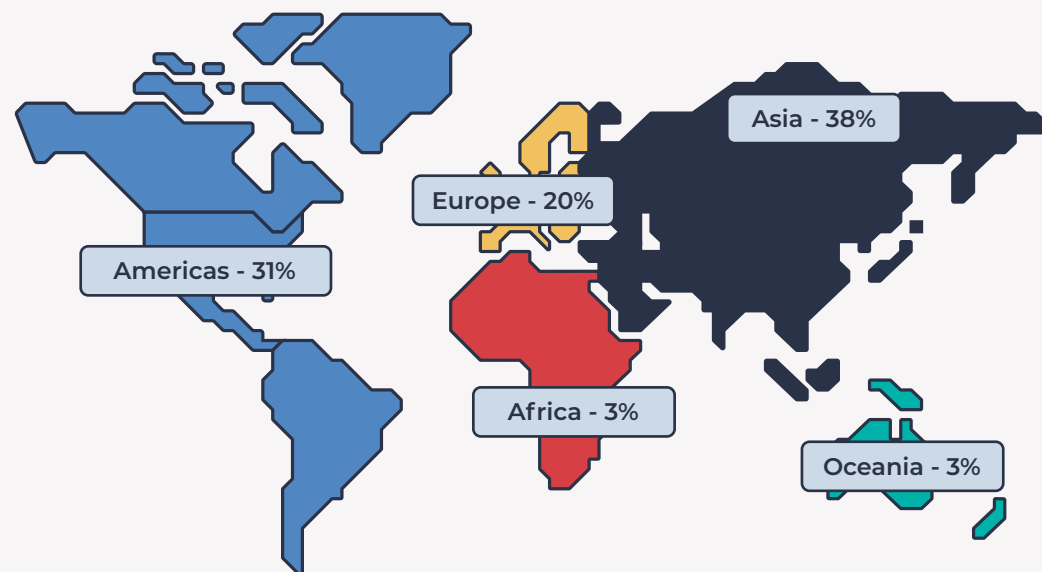 Asia - 38%
Europe - 20%
Americas - 31%
Africa - 3%
Oceania - 3%